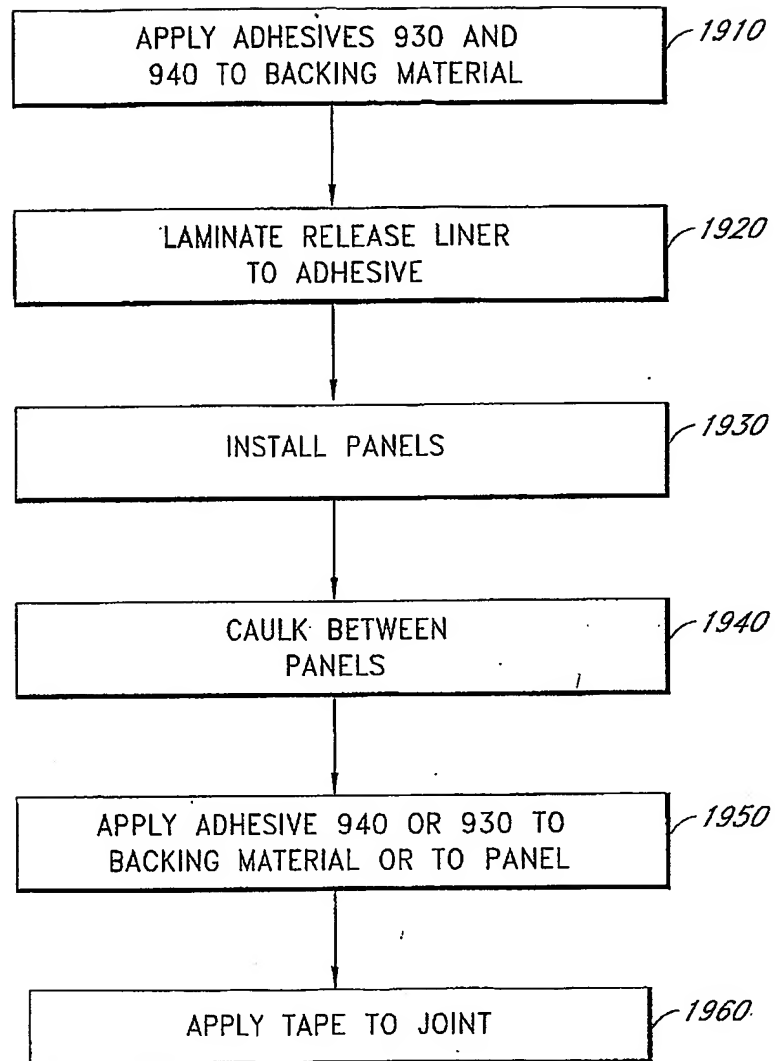 APPLY ADHESIVES 930 AND
940 TO BACKING MATERIAL
1910
LAMINATE RELEASE LINER
TO ADHESIVE
1920
INSTALL PANELS
1930
CAULK BETWEEN
PANELS
1940
APPLY ADHESIVE 940 OR 930 TO
BACKING MATERIAL OR TO PANEL
1950
APPLY TAPE TO JOINT
1960